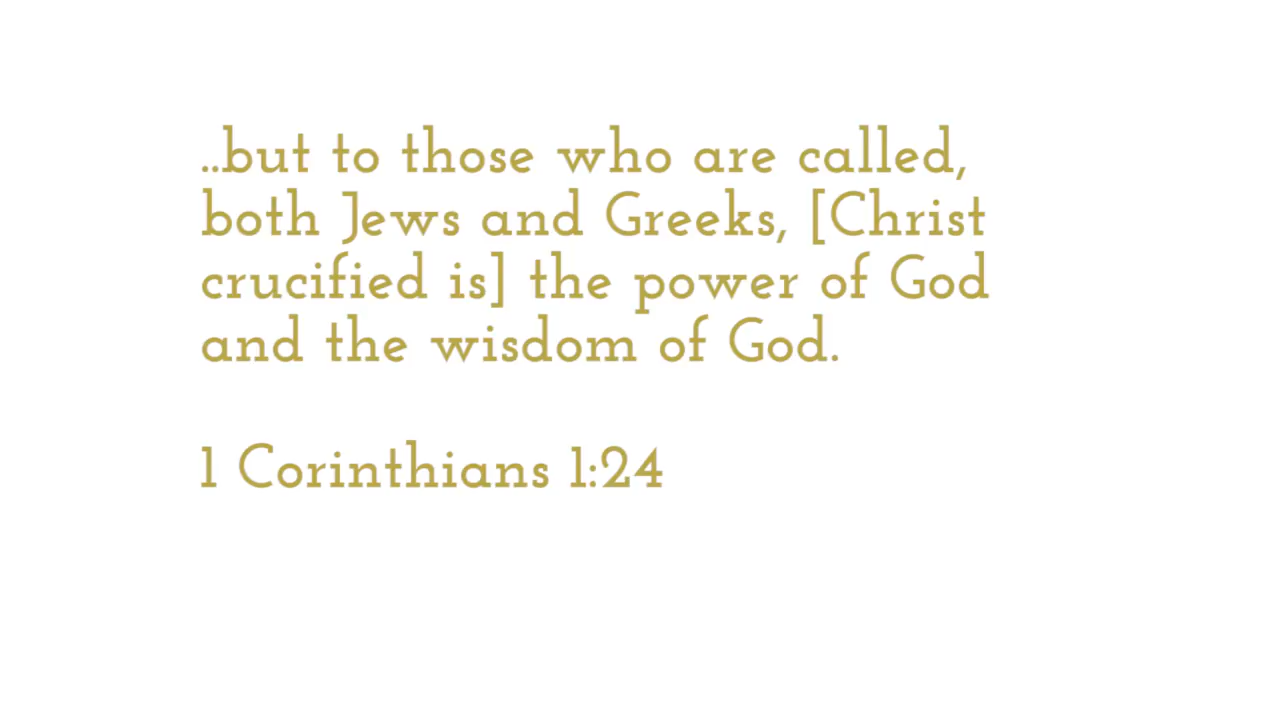 ..but to those who are called,
both Jews and Greeks, [Christ
crucified is] the power of God
and the wisdom of God.
1 Corinthians 1:24